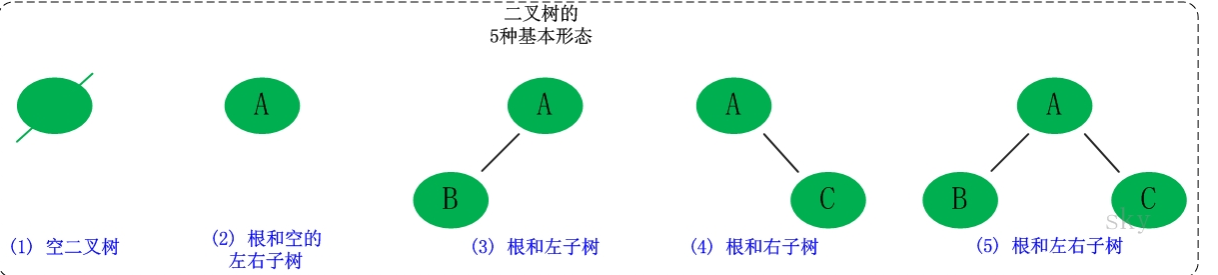 二叉树的
5种基本形态
A
A
A
A
B
C
B
C
sky
(1) 空二叉树
(2) 根和空的
左右子树
(3) 根和左子树
(4) 根和右子树
(5) 根和左右子树